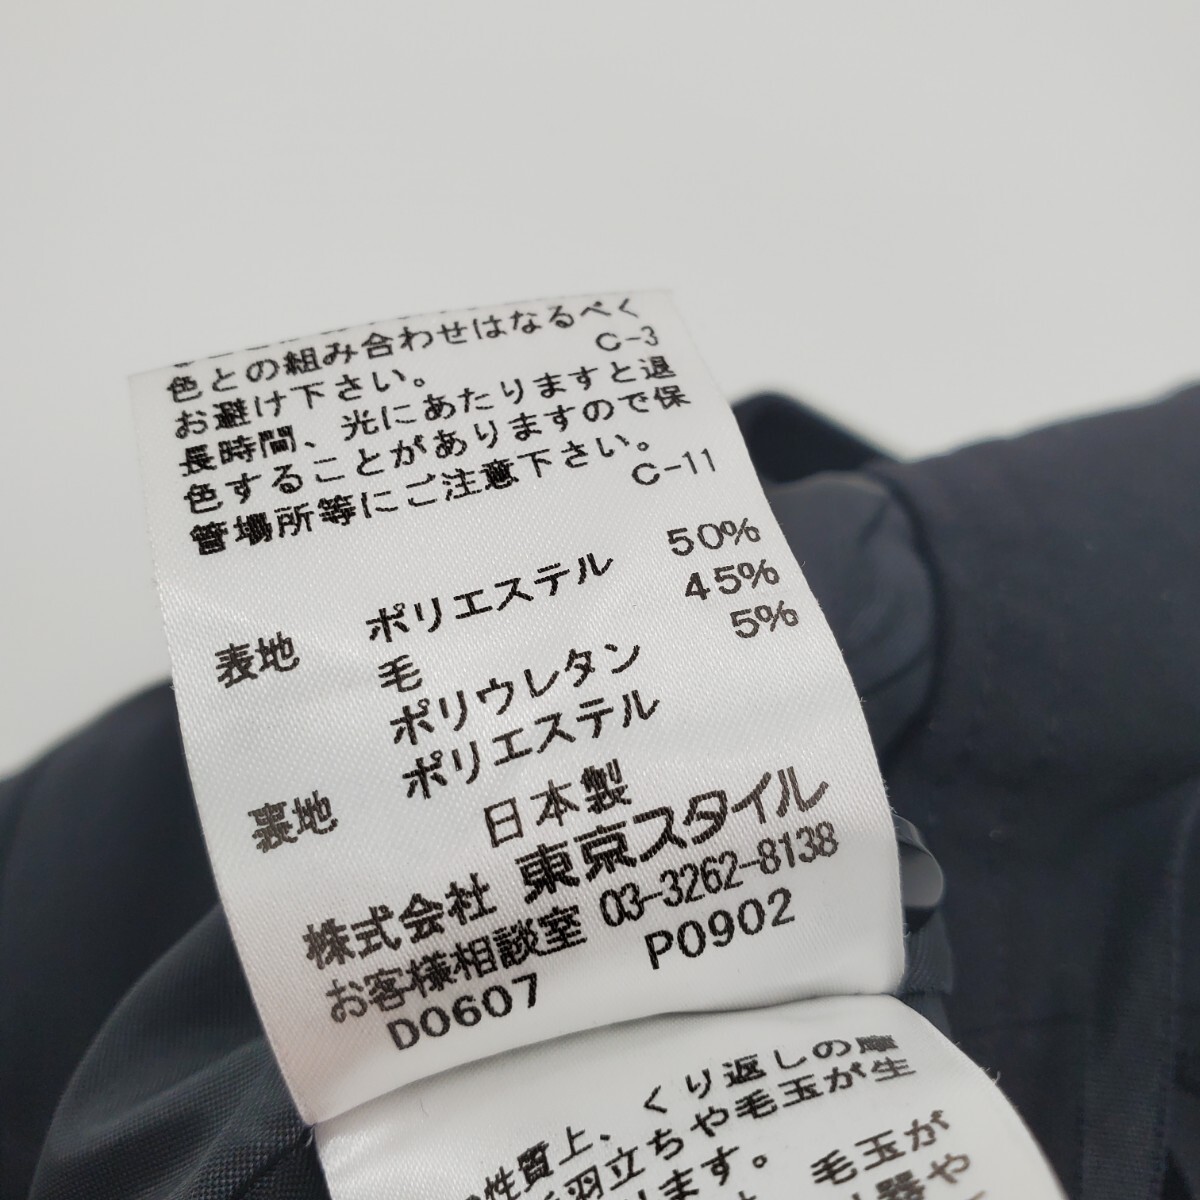 色との組み合わせはなるべく
お避け下さい。 C-3
長時間、光にあたりますと退
色することがありますので保
管場所等にご注意下さい。
C-11
表地 ポリエステル 50%
毛 45%
ポリウレタン 5%
裏地 ポリエステル
日本製
株式会社 東京スタイル
お客様相談室 03-3262-8138
D0607 P0902
くり返しの摩
性質上、
羽立ちや毛玉が生
ます。
毛玉が
器や